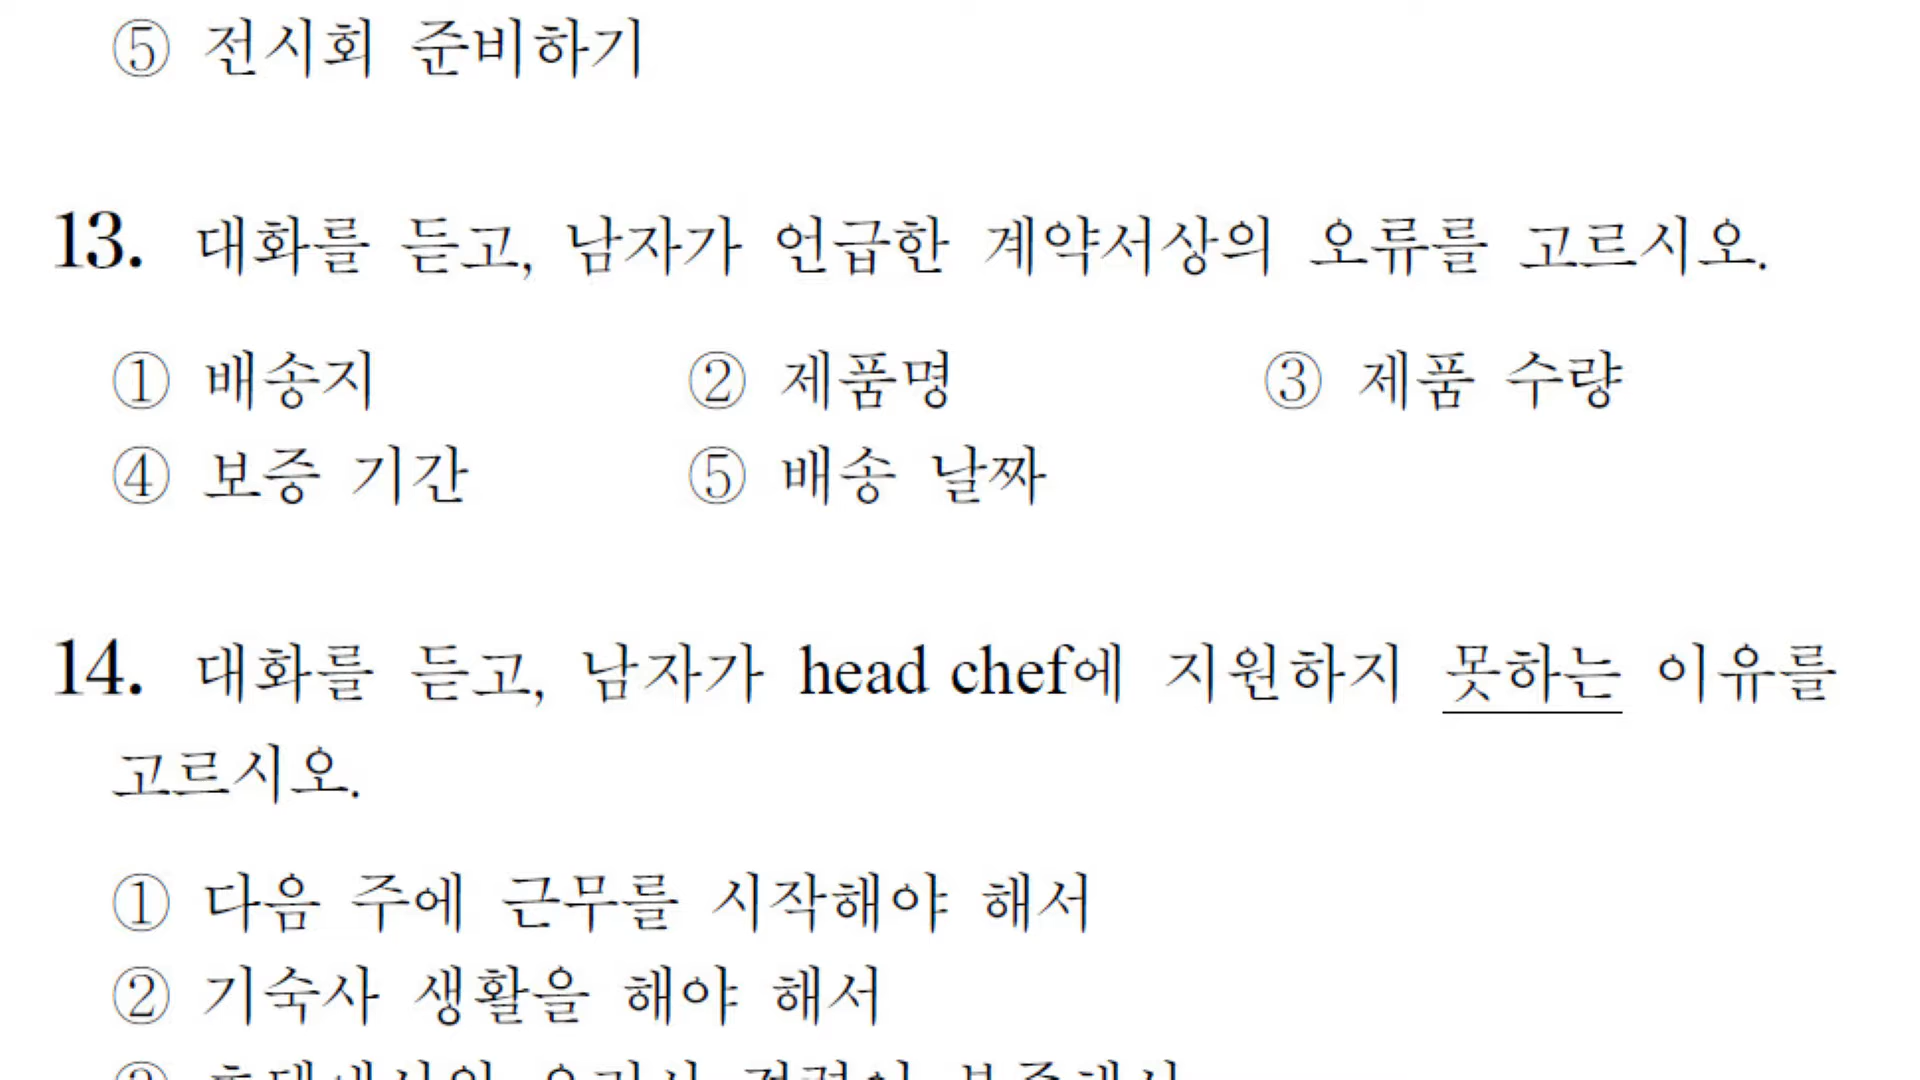 ⑤ 전시회 준비하기
13. 대화를 듣고, 남자가 언급한 계약서상의 오류를 고르시오.
① 배송지 ② 제품명 ③ 제품 수량
④ 보증 기간 ⑤ 배송 날짜
14. 대화를 듣고, 남자가 head chef에 지원하지 못하는 이유를
고르시오.
① 다음 주에 근무를 시작해야 해서
② 기숙사 생활을 해야 해서